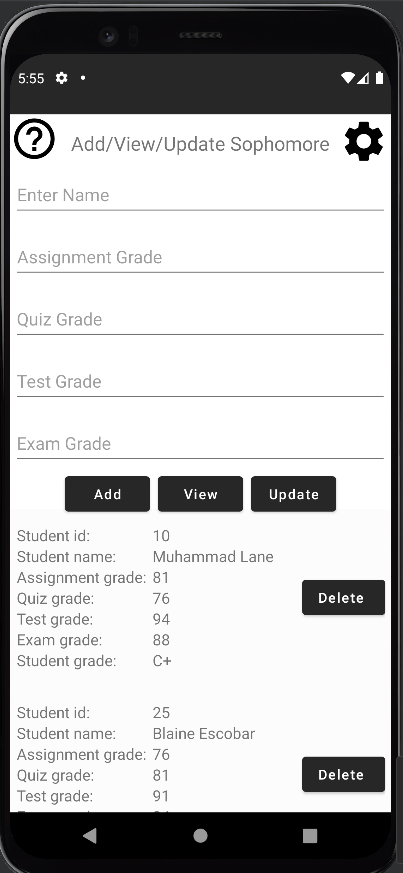 5:55
Add/View/Update Sophomore
Enter Name
Assignment Grade
Quiz Grade
Test Grade
Exam Grade
Add View Update
Student id: 10
Student name: Muhammad Lane
Assignment grade: 81
Quiz grade: 76
Test grade: 94
Exam grade: 88
Student grade: C+
Delete
Student id: 25
Student name: Blaine Escobar
Assignment grade: 76
Quiz grade: 81
Test grade: 91
Delete